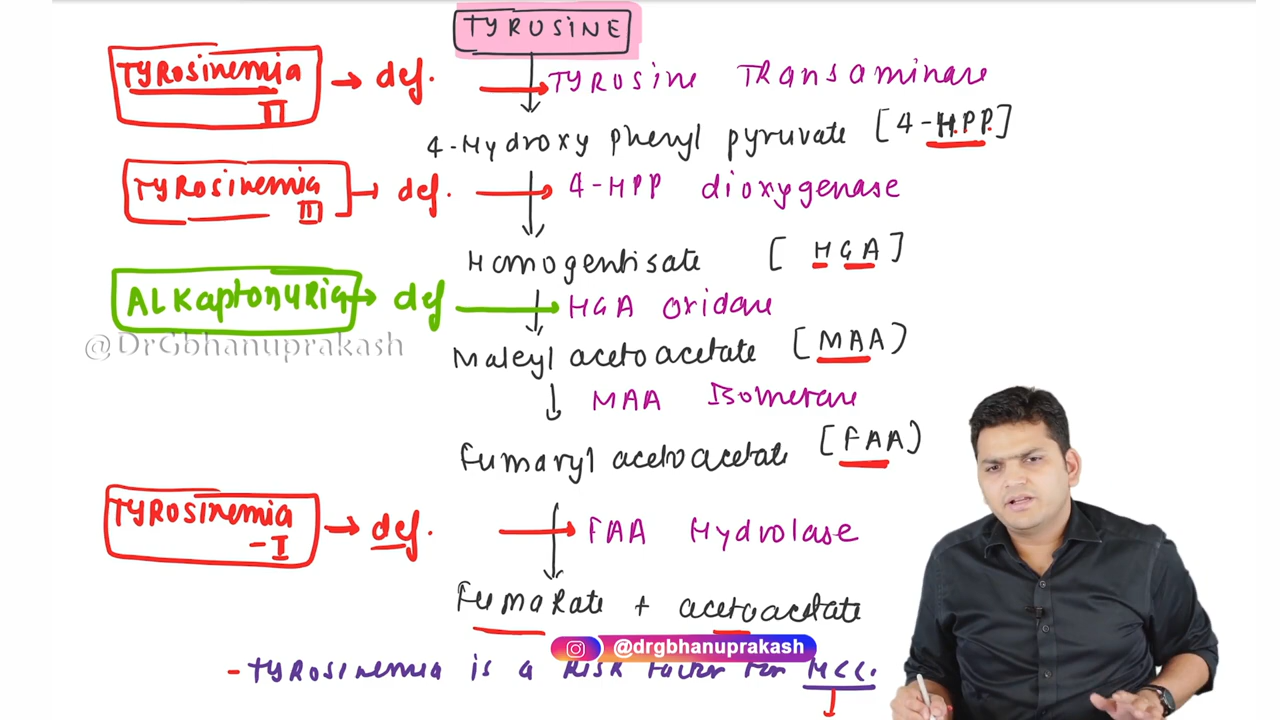 TYROSINE
TYROSINEMIA II → def. → TYROSINE TRANSAMINASE
4-Hydroxy phenyl pyruvate [4-H.P.P.]
TYROSINEMIA III → def. → 4-HPP dioxygenase
Homogentisate [HGA]
ALKAPTONURIA → def → HGA oxidase
@DrGbhanuprakash
Maleyl acetoacetate [MAA)
MAA Isomerase
Fumaryl acetoacetate [FAA)
TYROSINEMIA - I → def. → FAA Hydrolase
Fumarate + acetoacetate
@drgbhanuprakash
- TYROSINEMIA is a RISK factor for HCC.